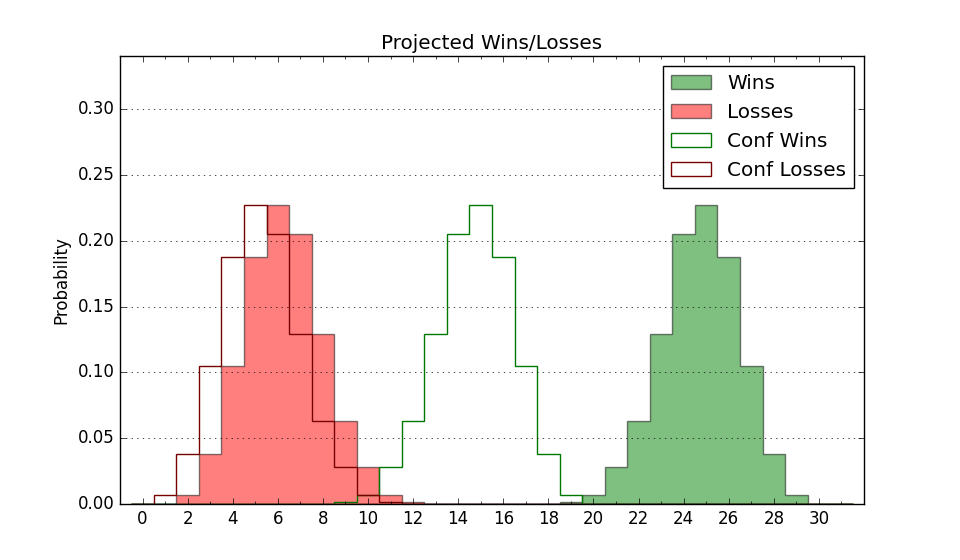 Projected Wins/Losses
Wins
Losses
Conf Wins
Conf Losses
Probability
0.30
0.25
0.20
0.15
0.10
0.05
0.00
0 2 4 6 8 10 12 14 16 18 20 22 24 26 28 30